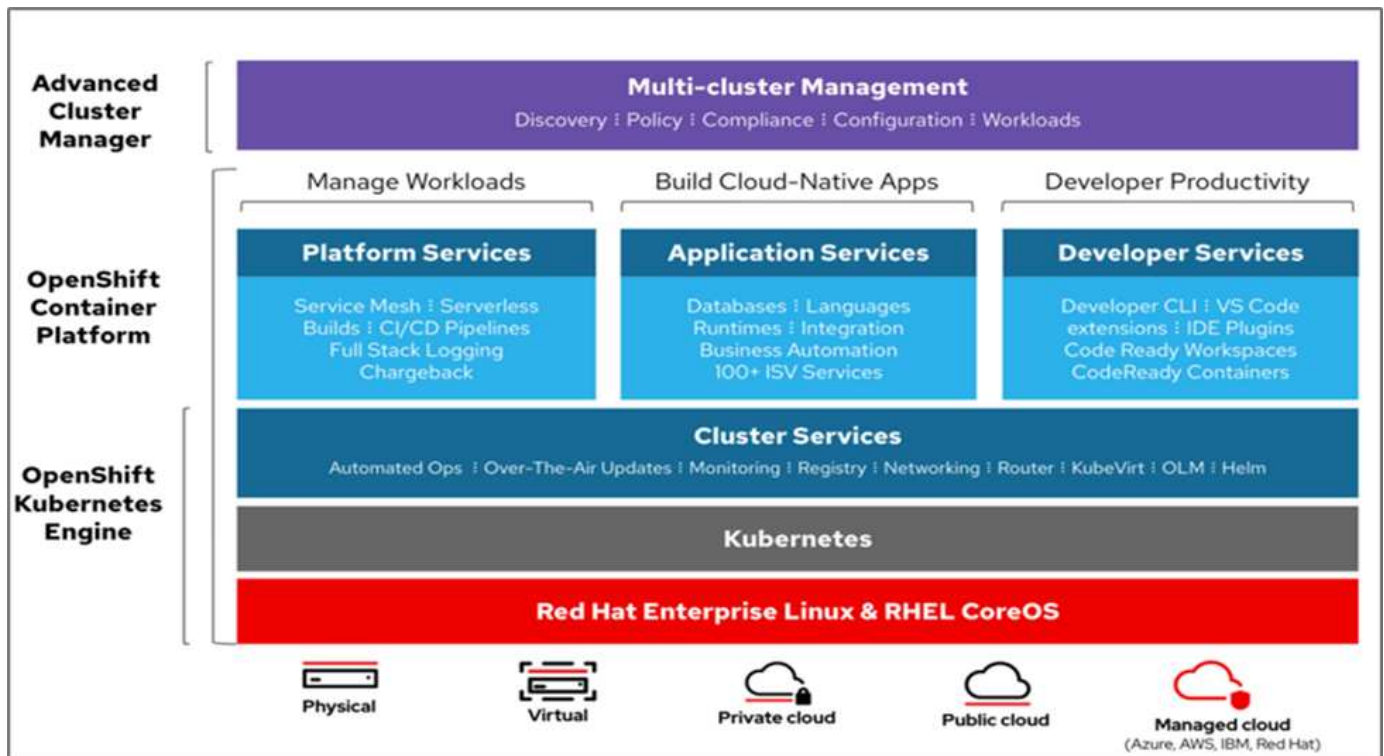 Advanced
Cluster
Manager
Multi-cluster Management
Discovery ⁝ Policy ⁝ Compliance ⁝ Configuration ⁝ Workloads
OpenShift
Container
Platform
Manage Workloads
Build Cloud-Native Apps
Developer Productivity
Platform Services
Service Mesh ⁝ Serverless
Builds ⁝ CI/CD Pipelines
Full Stack Logging
Chargeback
Application Services
Databases ⁝ Languages
Runtimes ⁝ Integration
Business Automation
100+ ISV Services
Developer Services
Developer CLI ⁝ VS Code
extensions ⁝ IDE Plugins
Code Ready Workspaces
CodeReady Containers
OpenShift
Kubernetes
Engine
Cluster Services
Automated Ops ⁝ Over-The-Air Updates ⁝ Monitoring ⁝ Registry ⁝ Networking ⁝ Router ⁝ KubeVirt ⁝ OLM ⁝ Helm
Kubernetes
Red Hat Enterprise Linux & RHEL CoreOS
Physical
Virtual
Private cloud
Public cloud
Managed cloud
(Azure, AWS, IBM, Red Hat)